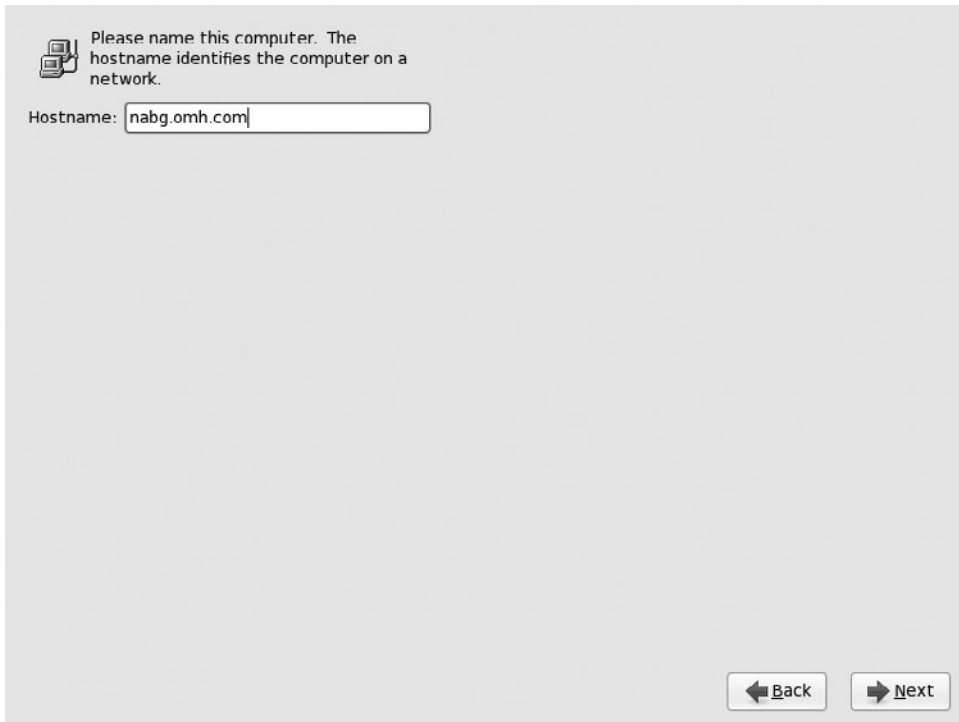 Please name this computer. The
hostname identifies the computer on a
network.
Hostname: nabg.omh.com
Back Next